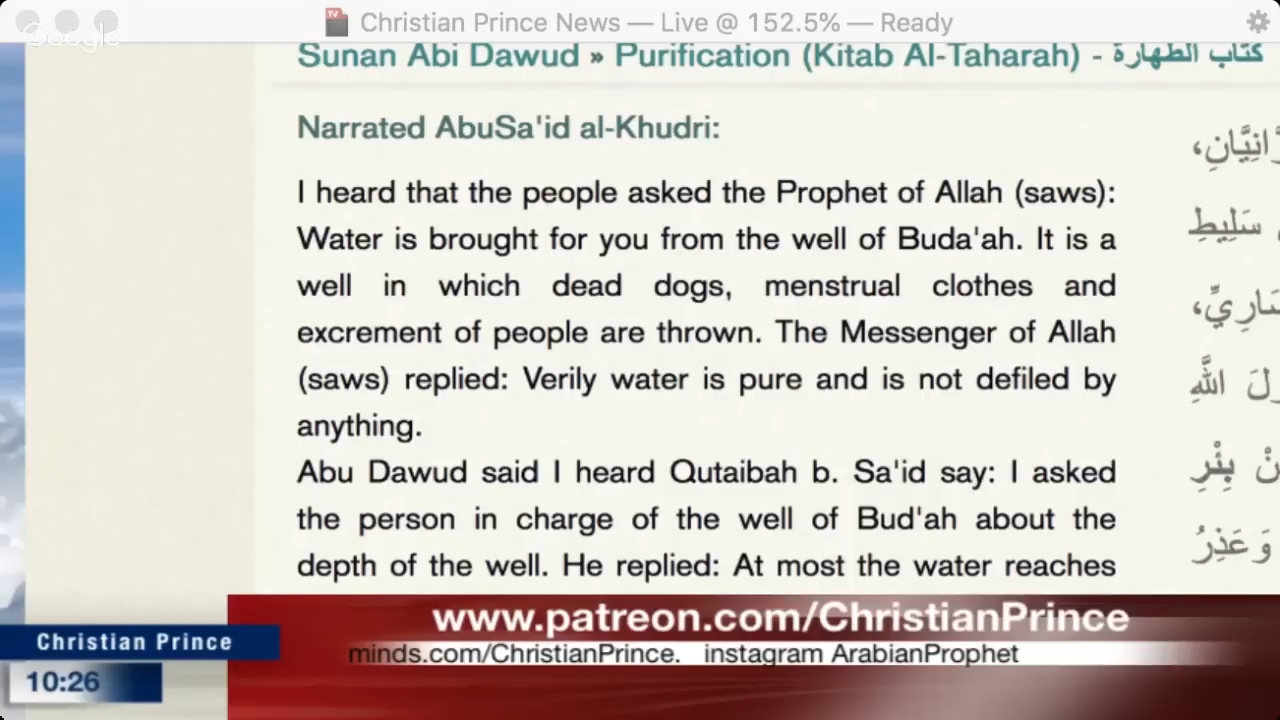 Christian Prince News — Live @ 152.5% — Ready
Google
Sunan Abi Dawud » Purification (Kitab Al-Taharah) - كتاب الطهارة
Narrated AbuSa'id al-Khudri:
I heard that the people asked the Prophet of Allah (saws):
Water is brought for you from the well of Buda'ah. It is a
well in which dead dogs, menstrual clothes and
excrement of people are thrown. The Messenger of Allah
(saws) replied: Verily water is pure and is not defiled by
anything.
Abu Dawud said I heard Qutaibah b. Sa'id say: I asked
the person in charge of the well of Bud'ah about the
depth of the well. He replied: At most the water reaches
سَلِيطِ
اللَّهِ
بِئْرِ
وَعَذِرُ
www.patreon.com/ChristianPrince
minds.com/ChristianPrince. instagram ArabianProphet
Christian Prince
10:26